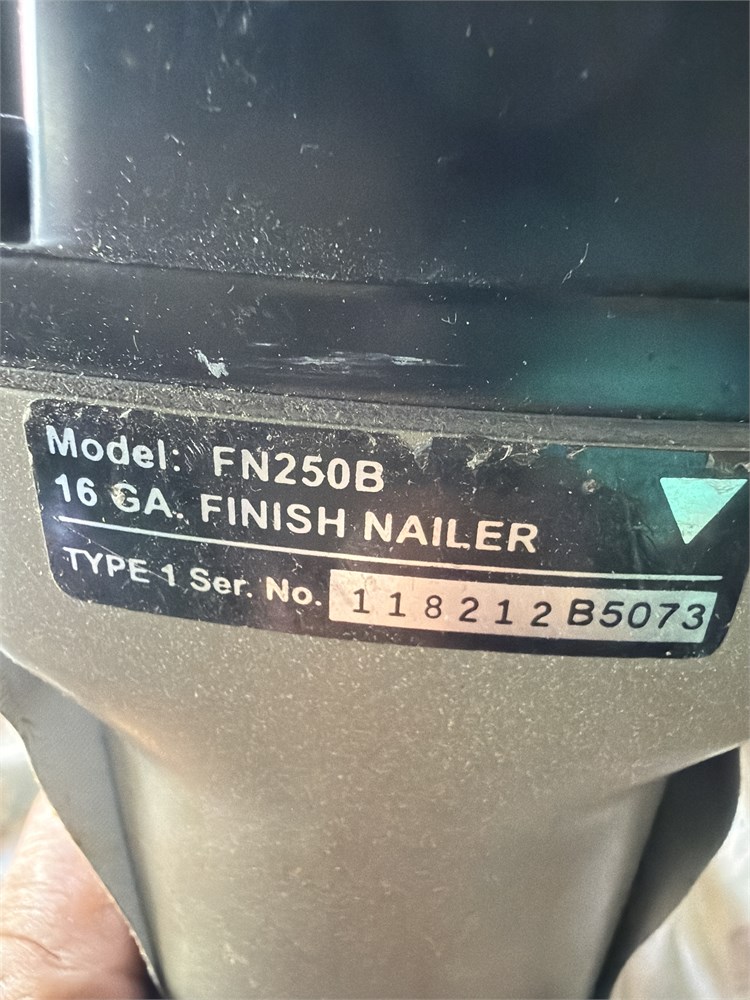 Model: FN250B
16 GA. FINISH NAILER
TYPE 1 Ser. No. 118212B5073